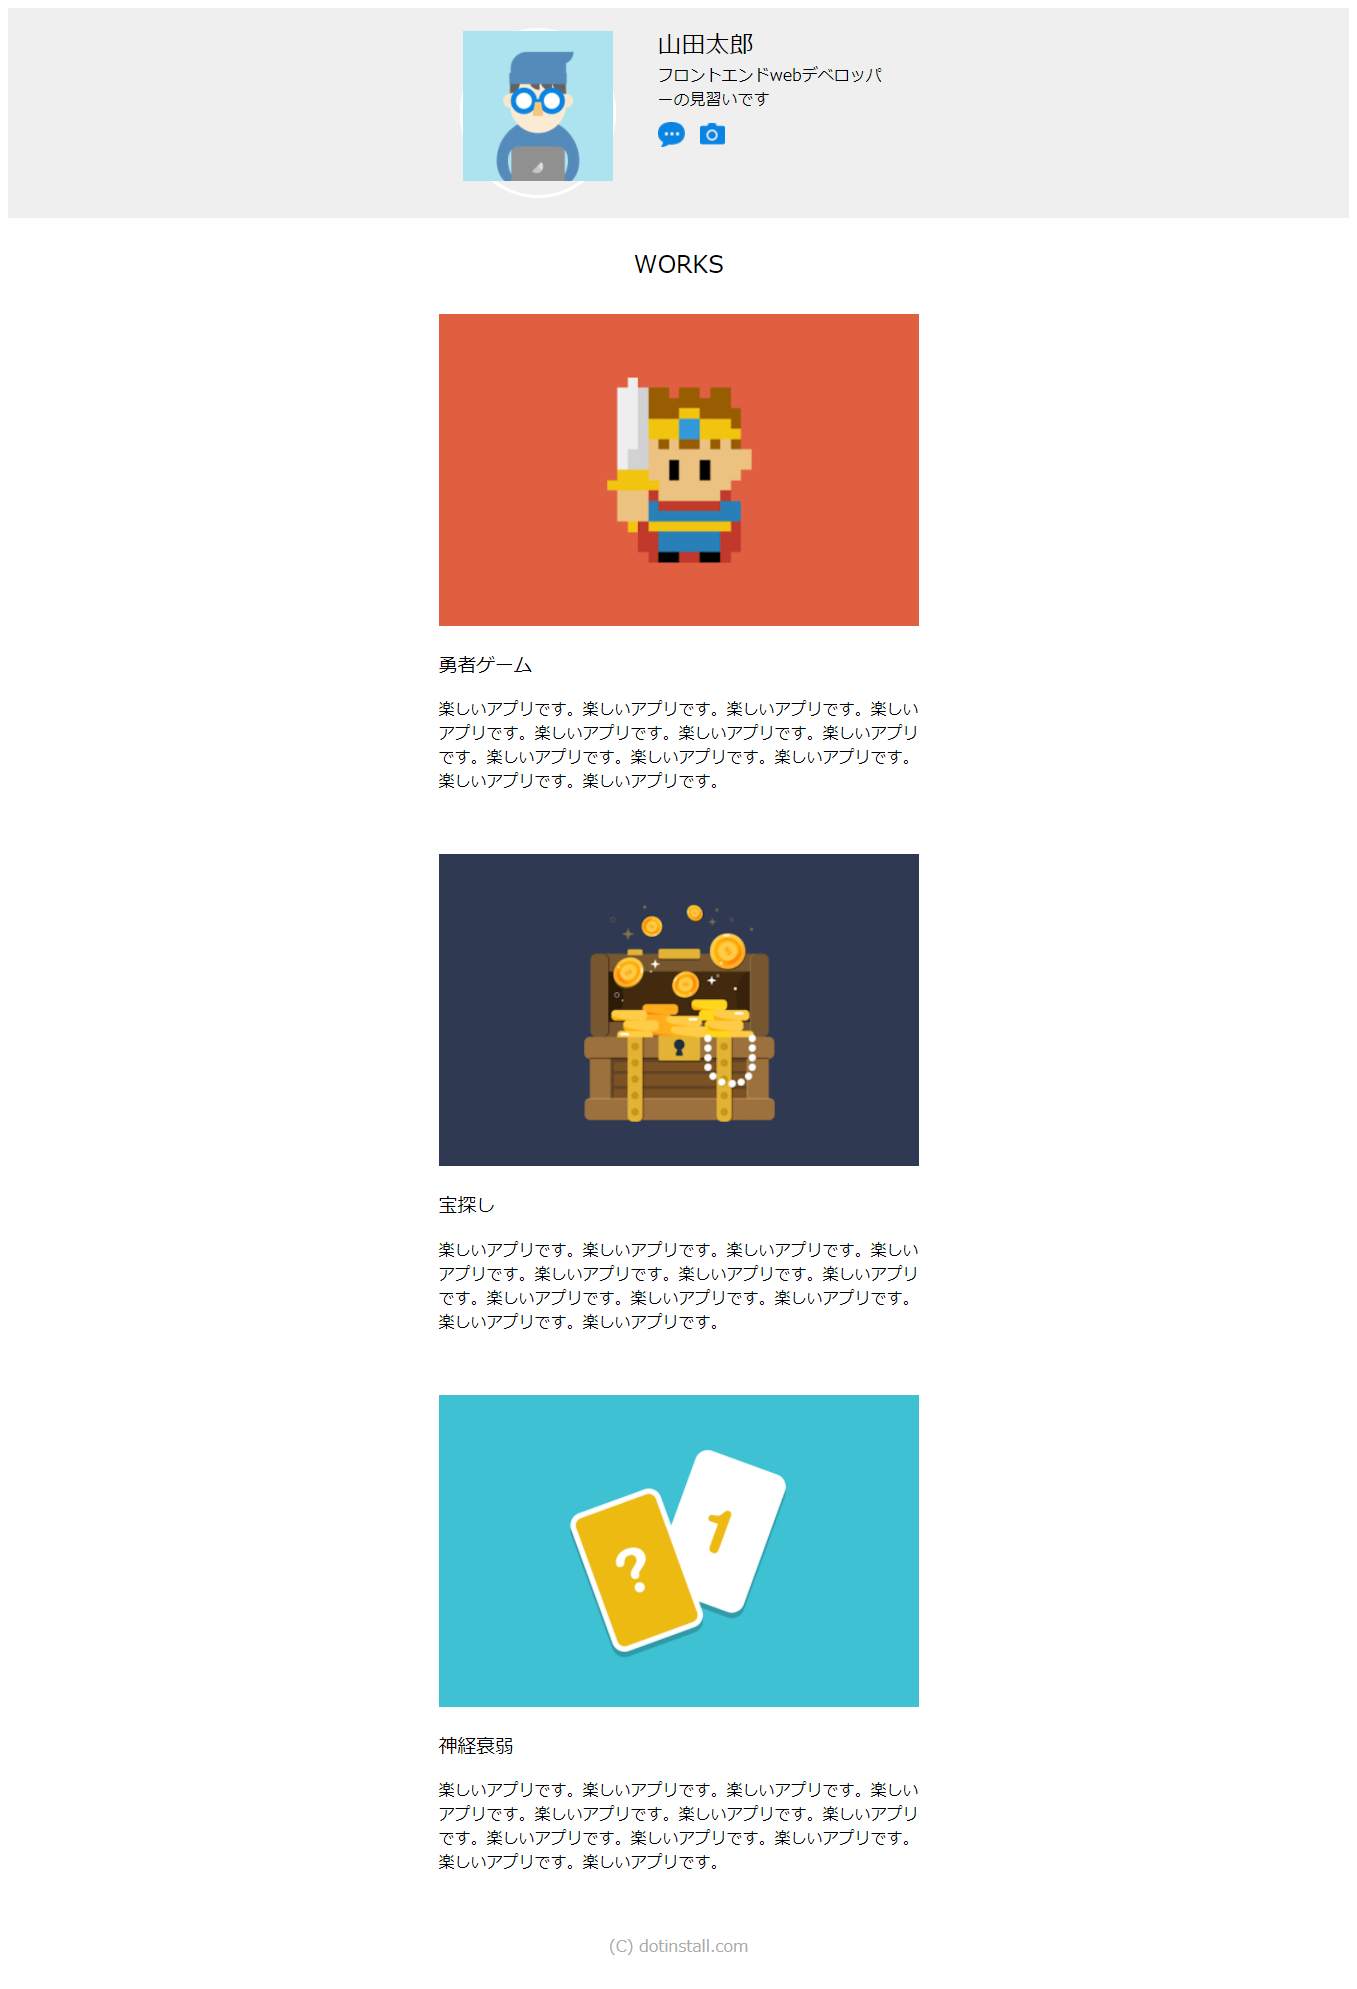 山田太郎
フロントエンドwebデベロッパ
ーの見習いです
WORKS
勇者ゲーム
楽しいアプリです。楽しいアプリです。楽しいアプリです。楽しい
アプリです。楽しいアプリです。楽しいアプリです。楽しいアプリ
です。楽しいアプリです。楽しいアプリです。楽しいアプリです。
楽しいアプリです。楽しいアプリです。
宝探し
楽しいアプリです。楽しいアプリです。楽しいアプリです。楽しい
アプリです。楽しいアプリです。楽しいアプリです。楽しいアプリ
です。楽しいアプリです。楽しいアプリです。楽しいアプリです。
楽しいアプリです。楽しいアプリです。
?
1
神経衰弱
楽しいアプリです。楽しいアプリです。楽しいアプリです。楽しい
アプリです。楽しいアプリです。楽しいアプリです。楽しいアプリ
です。楽しいアプリです。楽しいアプリです。楽しいアプリです。
楽しいアプリです。楽しいアプリです。
(C) dotinstall.com